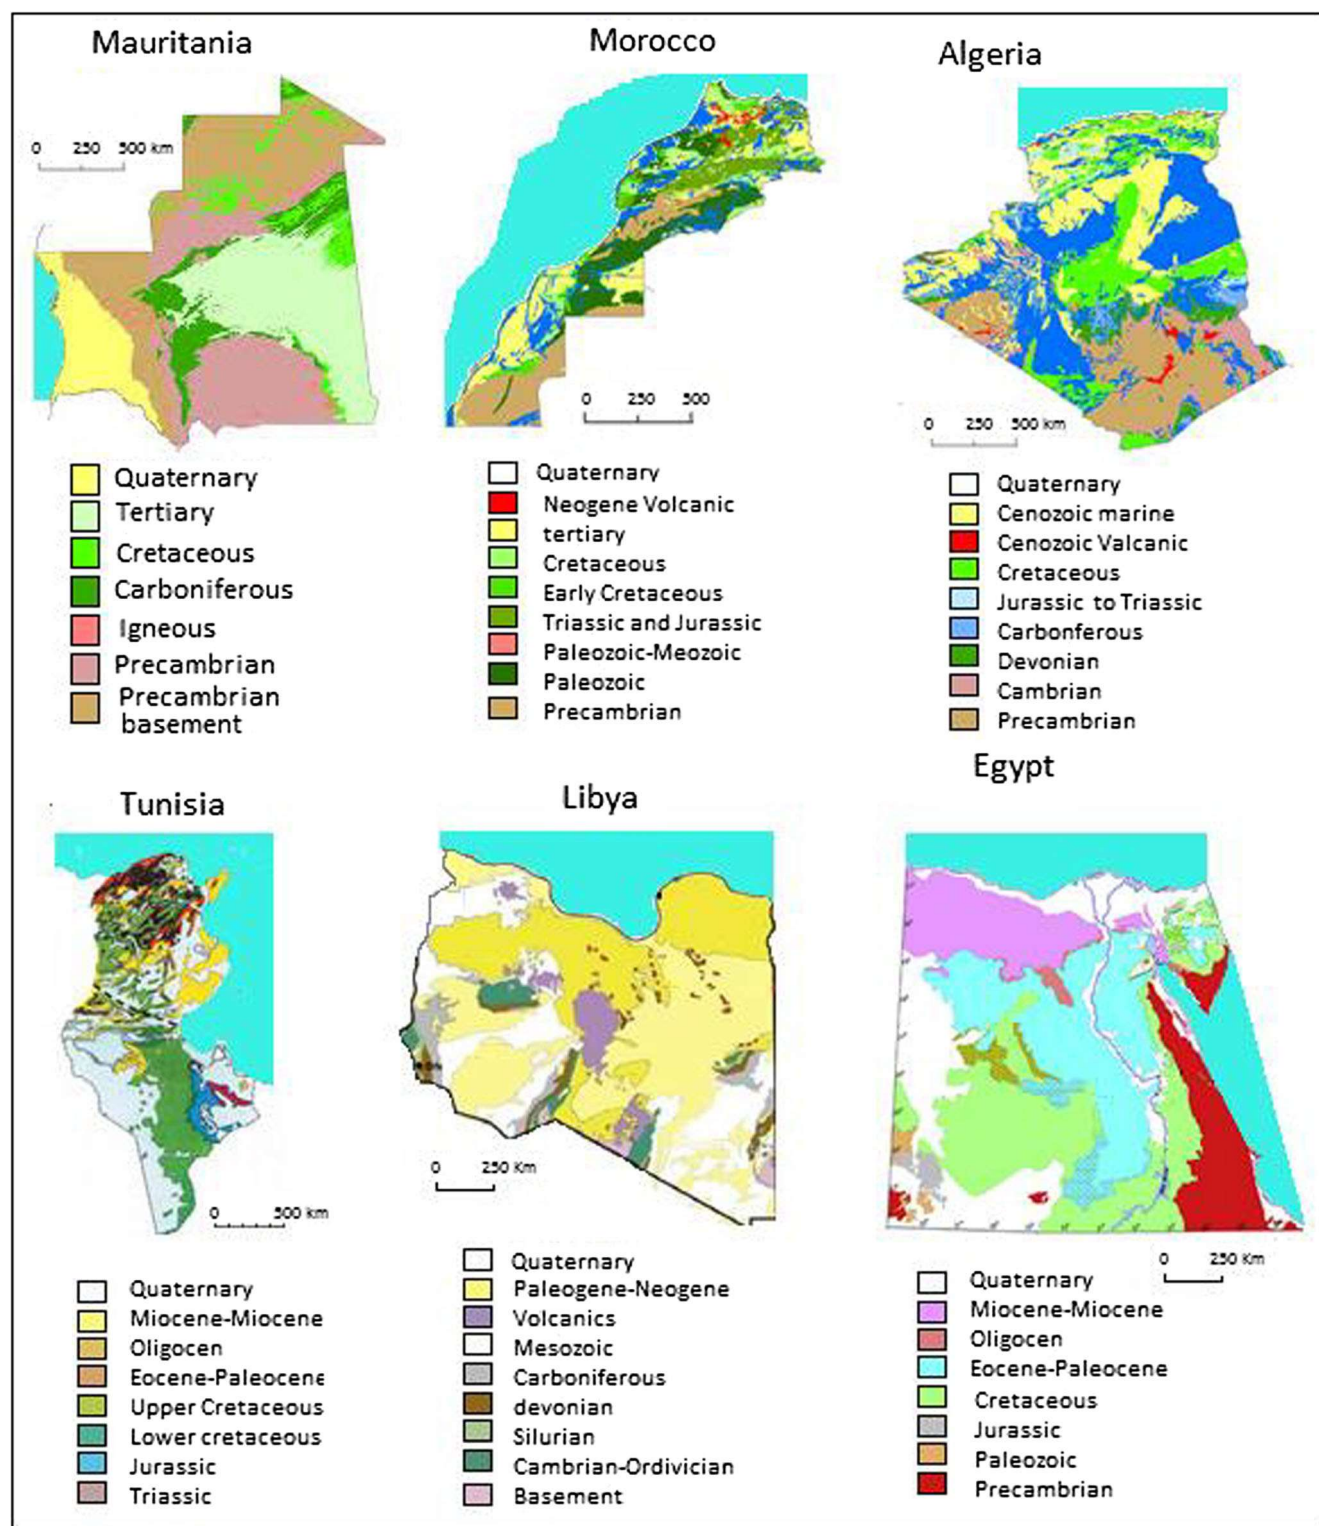 Mauritania
0 250 500 km
Quaternary
Tertiary
Cretaceous
Carboniferous
Igneous
Precambrian
Precambrian
basement
Morocco
0 250 500
Quaternary
Neogene Volcanic
tertiary
Cretaceous
Early Cretaceous
Triassic and Jurassic
Paleozoic-Meozoic
Paleozoic
Precambrian
Algeria
0 250 500 km
Quaternary
Cenozoic marine
Cenozoic Valcanic
Cretaceous
Jurassic to Triassic
Carbonferous
Devonian
Cambrian
Precambrian
Tunisia
0 500 km
Quaternary
Miocene-Miocene
Oligocen
Eocene-Paleocene
Upper Cretaceous
Lower cretaceous
Jurassic
Triassic
Libya
0 250 Km
Quaternary
Paleogene-Neogene
Volcanics
Mesozoic
Carboniferous
devonian
Silurian
Cambrian-Ordivician
Basement
Egypt
0 250 Km
Quaternary
Miocene-Miocene
Oligocen
Eocene-Paleocene
Cretaceous
Jurassic
Paleozoic
Precambrian